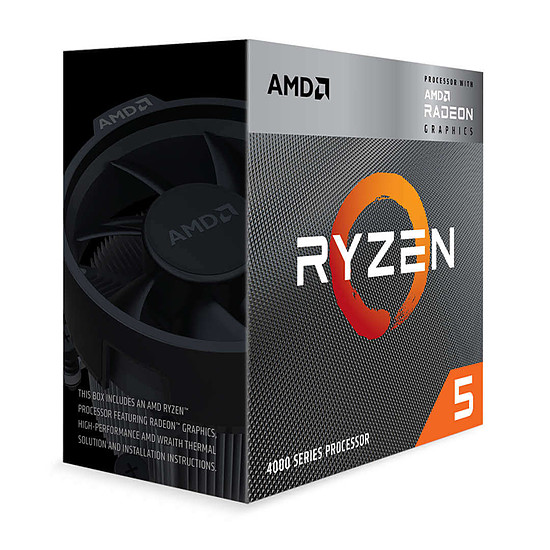 AMD
AMD
THIS BOX INCLUDES AN AMD RYZEN™
PROCESSOR FEATURING RADEON™ GRAPHICS,
HIGH-PERFORMANCE AMD WRAITH THERMAL
SOLUTION AND INSTALLATION INSTRUCTIONS.
AMD
PROCESSOR WITH
AMD
RADEON
GRAPHICS
RYZEN
5
4000 SERIES PROCESSOR